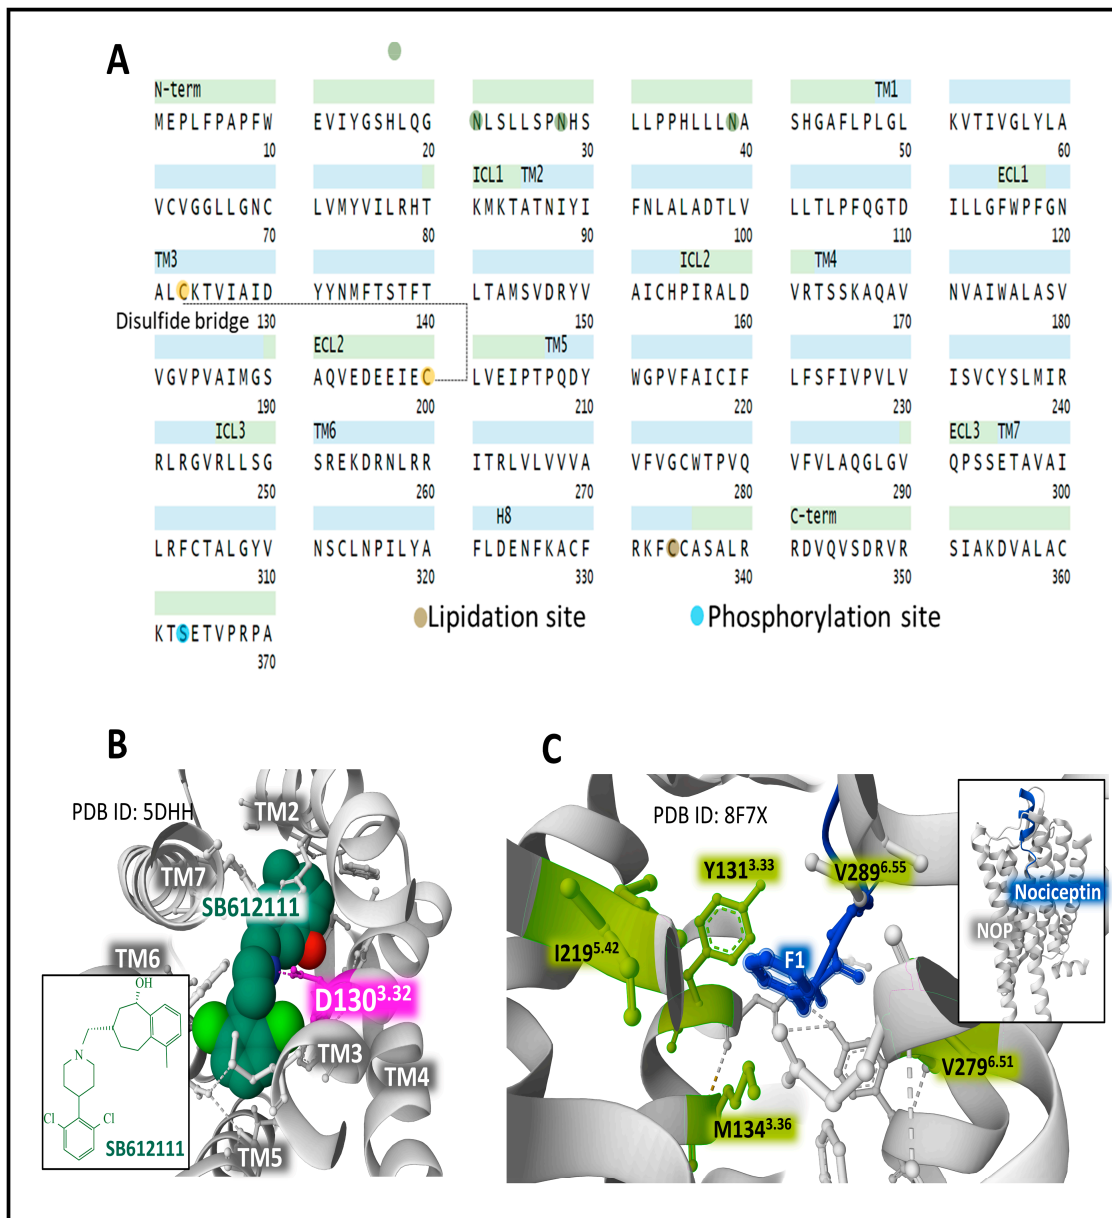 A
N-term TM1
MEPLFPAPFW EVIYGSHLQG NLSLLSPNHS LLPPHLLLNA SHGAFLPLGL KVTIVGLYLA
10 20 30 40 50 60
ICL1 TM2 ECL1
VCVGGLLGNC LVMYVILRHT KMKTATNIYI FNLALADTLV LLTLPFQGTD ILLGFWPFGN
70 80 90 100 110 120
TM3 ICL2 TM4
ALCKTVIAID YYNMFTSTFT LTAMSVDRYV AICHPIRALD VRTSSKAQAV NVAIWALASV
Disulfide bridge 130 140 150 160 170 180
ECL2 TM5
VGVPVAIMGS AQVEDEEIEC LVEIPTPQDY WGPVFAICIF LFSFIVPVLV ISVCYSLMIR
190 200 210 220 230 240
ICL3 TM6 ECL3 TM7
RLRGVRLLSG SREKDRNLRR ITRLVLVVVA VFVGCWTPVQ VFVLAQGLGV QPSSETAVAI
250 260 270 280 290 300
H8 C-term
LRFCTALGYV NSCLNPILYA FLDENFKACF RKFCCASALR RDVQVSDRVR SIAKDVALAC
310 320 330 340 350 360
KTSETVPRPA
370
Lipidation site Phosphorylation site
B
PDB ID: 5DHH
TM2
TM7
SB612111
TM6
D130 3.32
TM3
TM4
TM5
OH
N
Cl Cl
SB612111
C
PDB ID: 8F7X
Y131 3.33
V289 6.55
I219 5.42
F1
V279 6.51
M134 3.36
Nociceptin
NOP